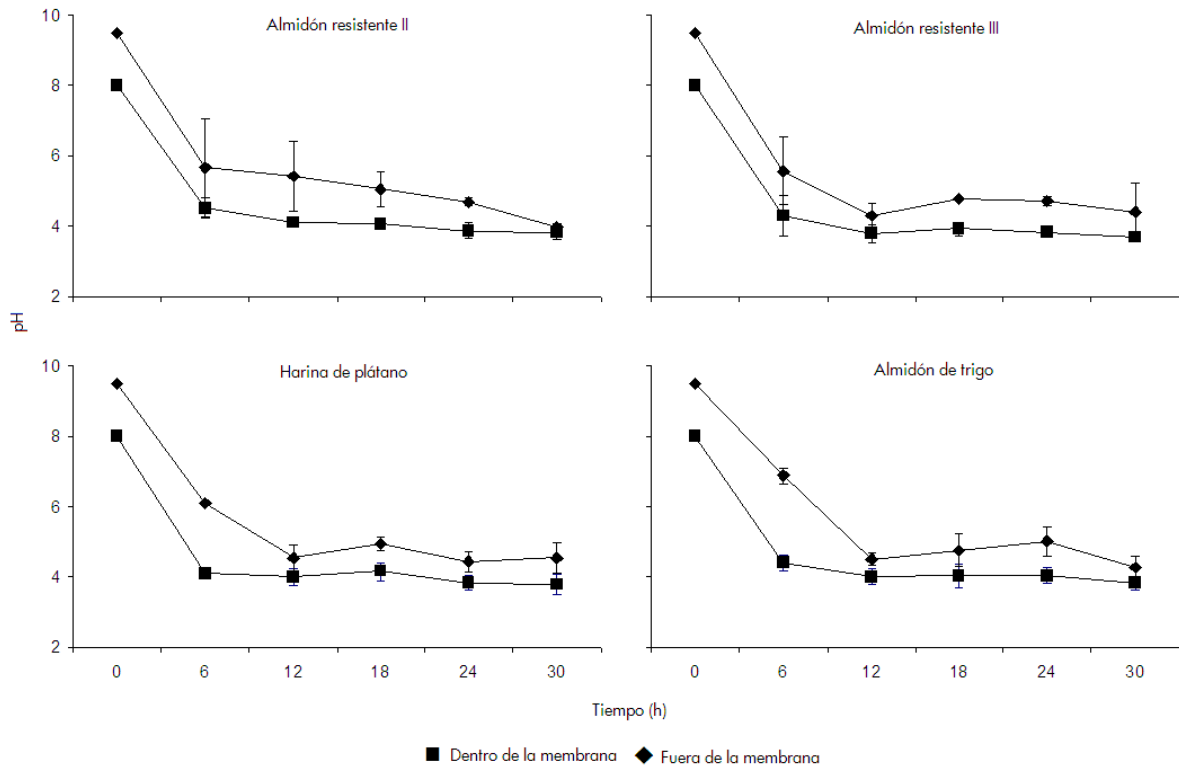 Almidón resistente II
Almidón resistente III
10
8
6
4
2
10
8
6
4
2
0
6
12
18
24
30
0
6
12
18
24
30
pH
Harina de plátano
Almidón de trigo
Tiempo (h)
Dentro de la membrana
Fuera de la membrana